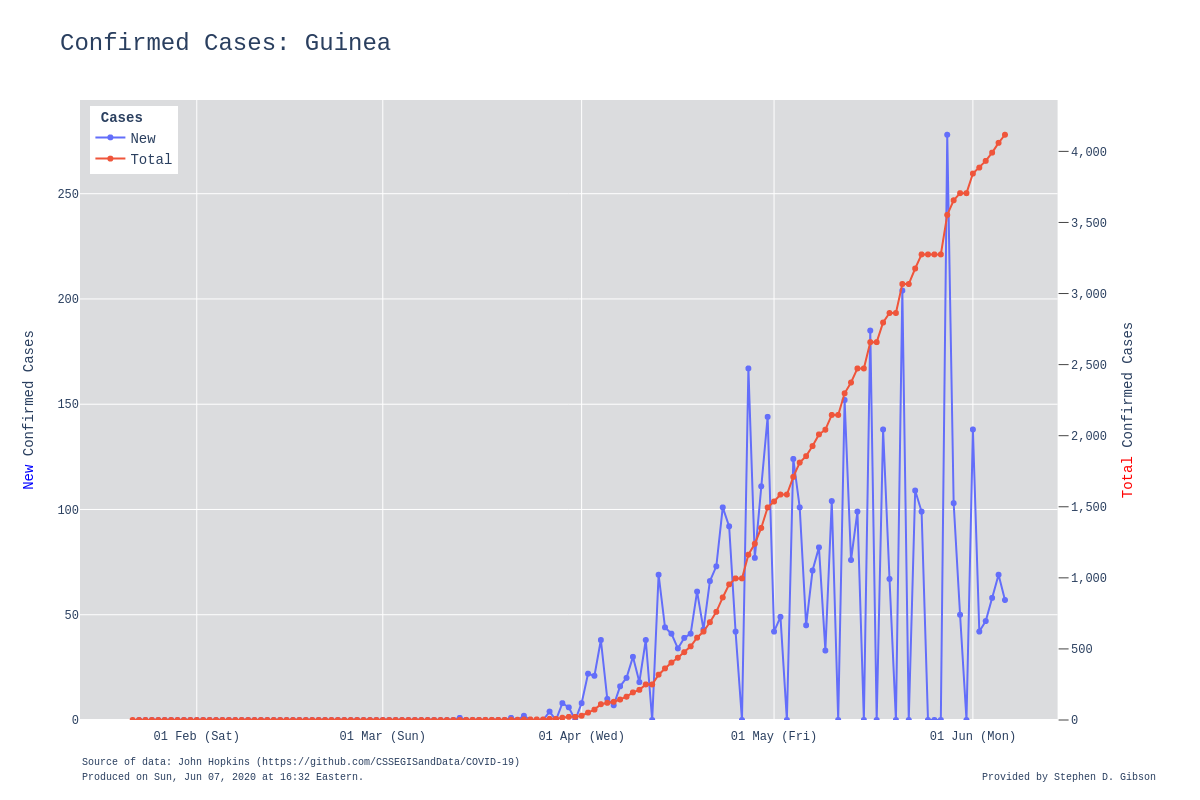 Confirmed Cases: Guinea
Cases
New
Total
250
200
150
100
50
0
New Confirmed Cases
4,000
3,500
3,000
2,500
2,000
1,500
1,000
500
0
Total Confirmed Cases
01 Feb (Sat)
01 Mar (Sun)
01 Apr (Wed)
01 May (Fri)
01 Jun (Mon)
Source of data: John Hopkins (https://github.com/CSSEGISandData/COVID-19)
Produced on Sun, Jun 07, 2020 at 16:32 Eastern.
Provided by Stephen D. Gibson